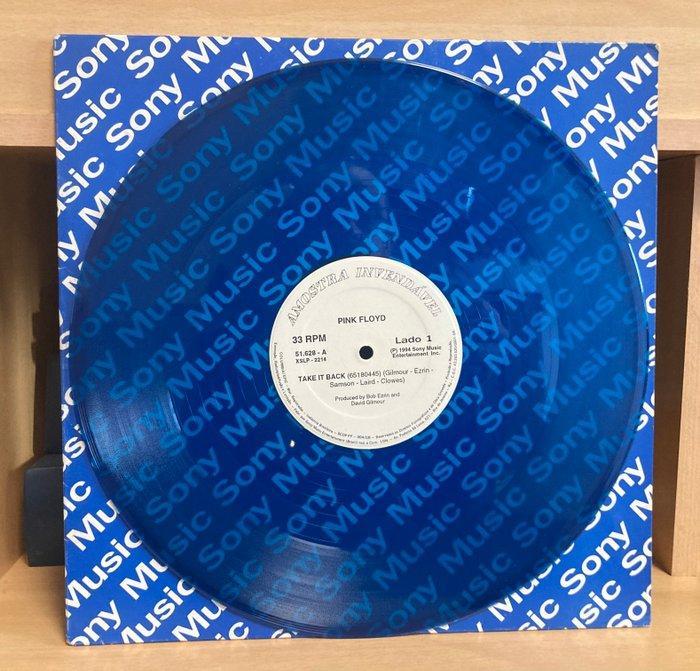 Sony Music
AMOSTRA INVENDÁVEL
PINK FLOYD
33 RPM
Lado 1
51.628 - A
XSLP - 2214
(P) 1994 Sony Music
Entertainment Inc.
TAKE IT BACK (65180445) (Gilmour - Ezrin -
Samson - Laird - Clowes)
Produced by Bob Ezrin and
David Gilmour